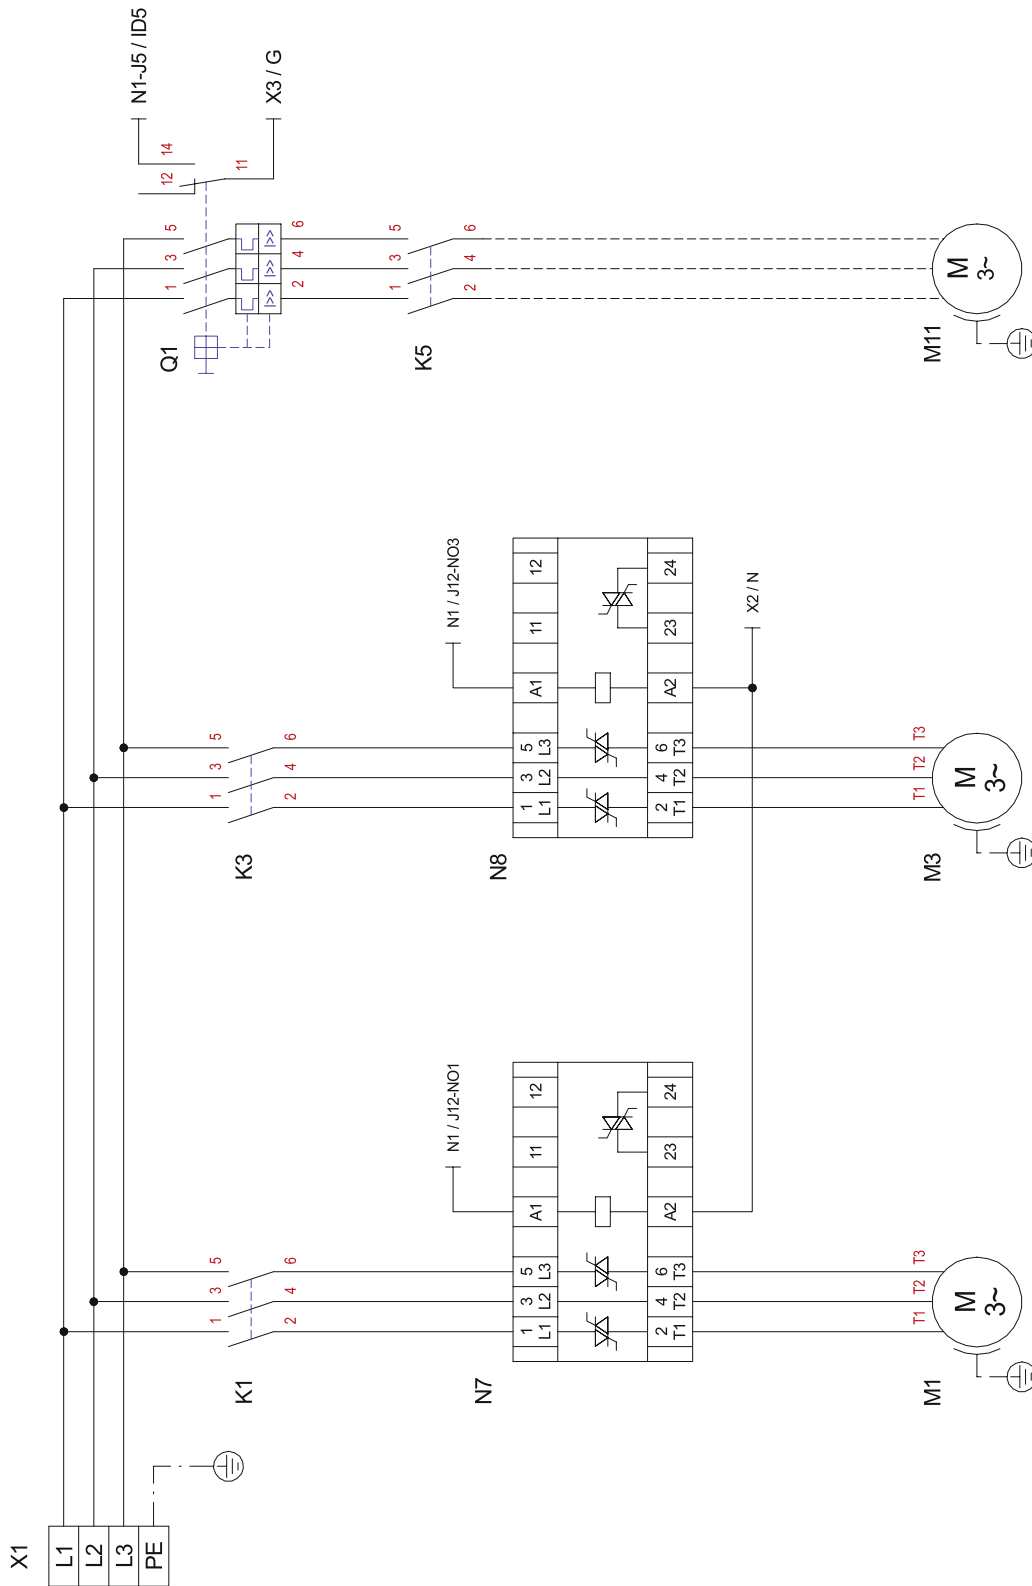 X1
L1
L2
L3
PE
K1
1 3 5
2 4 6
N7
N1 / J12-NO1
1 3 5 A1 11 12
L1 L2 L3
2 4 6 A2 23 24
T1 T2 T3
T1 T2 T3
M1
M
3~
K3
1 3 5
2 4 6
N8
N1 / J12-NO3
1 3 5 A1 11 12
L1 L2 L3
2 4 6 A2 23 24
T1 T2 T3
X2 / N
T1 T2 T3
M3
M
3~
N1-J5 / ID5
X3 / G
12 14
11
Q1
1 3 5
I>> I>> I>>
2 4 6
K5
1 3 5
2 4 6
M11
M
3~